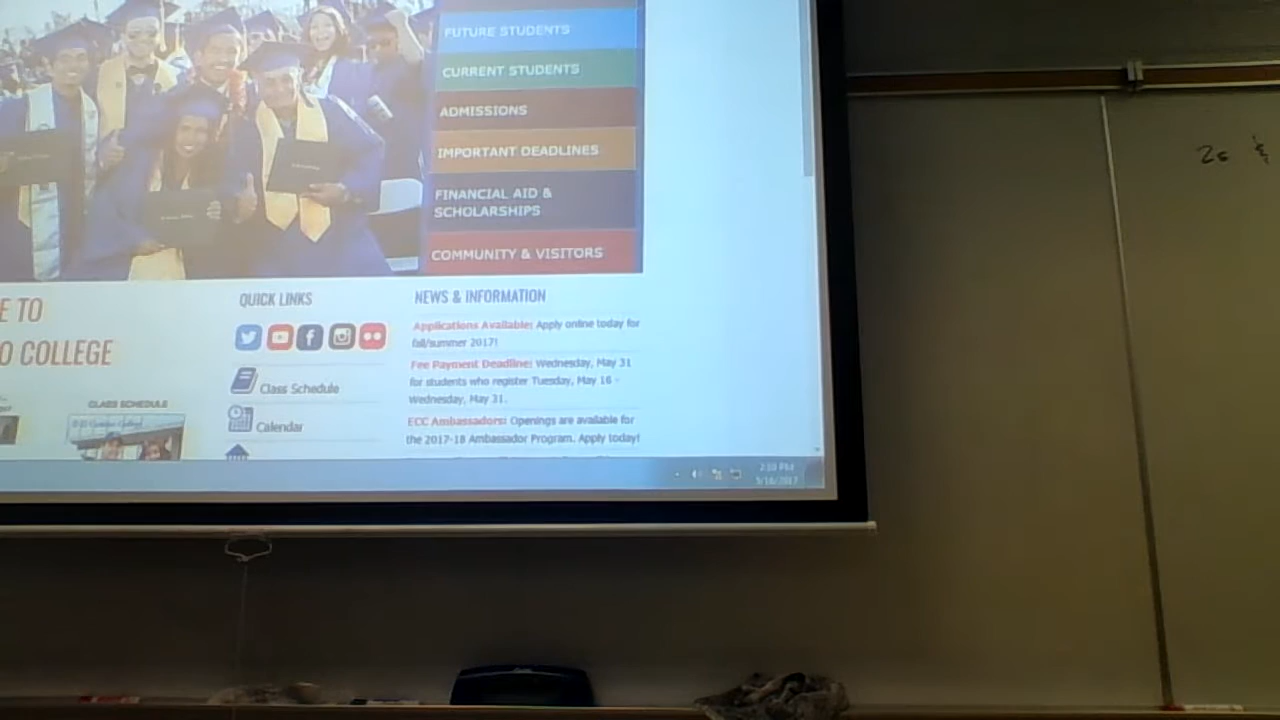 FUTURE STUDENTS
CURRENT STUDENTS
ADMISSIONS
IMPORTANT DEADLINES
FINANCIAL AID &
SCHOLARSHIPS
COMMUNITY & VISITORS
E TO
O COLLEGE
CLASS SCHEDULE
QUICK LINKS
Class Schedule
Calendar
NEWS & INFORMATION
Applications Available: Apply online today for
fall/summer 2017!
Fee Payment Deadline: Wednesday, May 31
for students who register Tuesday, May 16 -
Wednesday, May 31.
ECC Ambassadors: Openings are available for
the 2017-18 Ambassador Program. Apply today!
5/16/2017